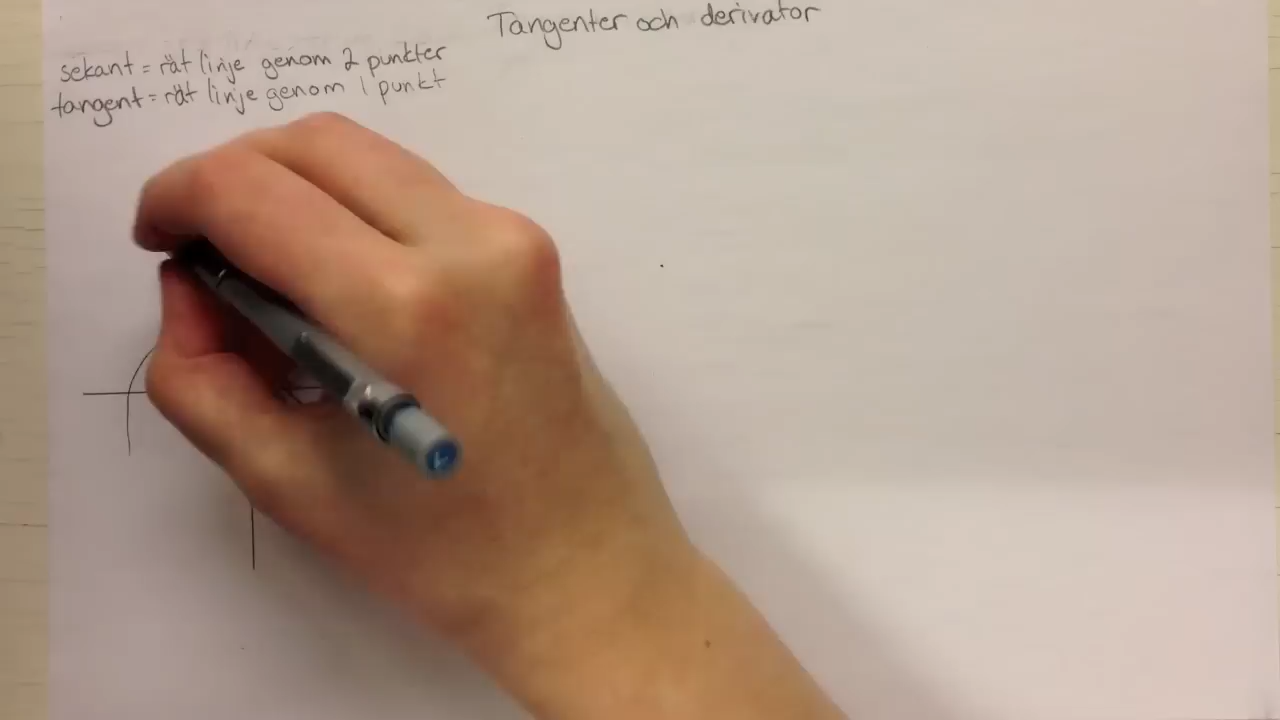 Tangenter och derivator
sekant = rät linje genom 2 punkter
tangent = rät linje genom 1 punkt